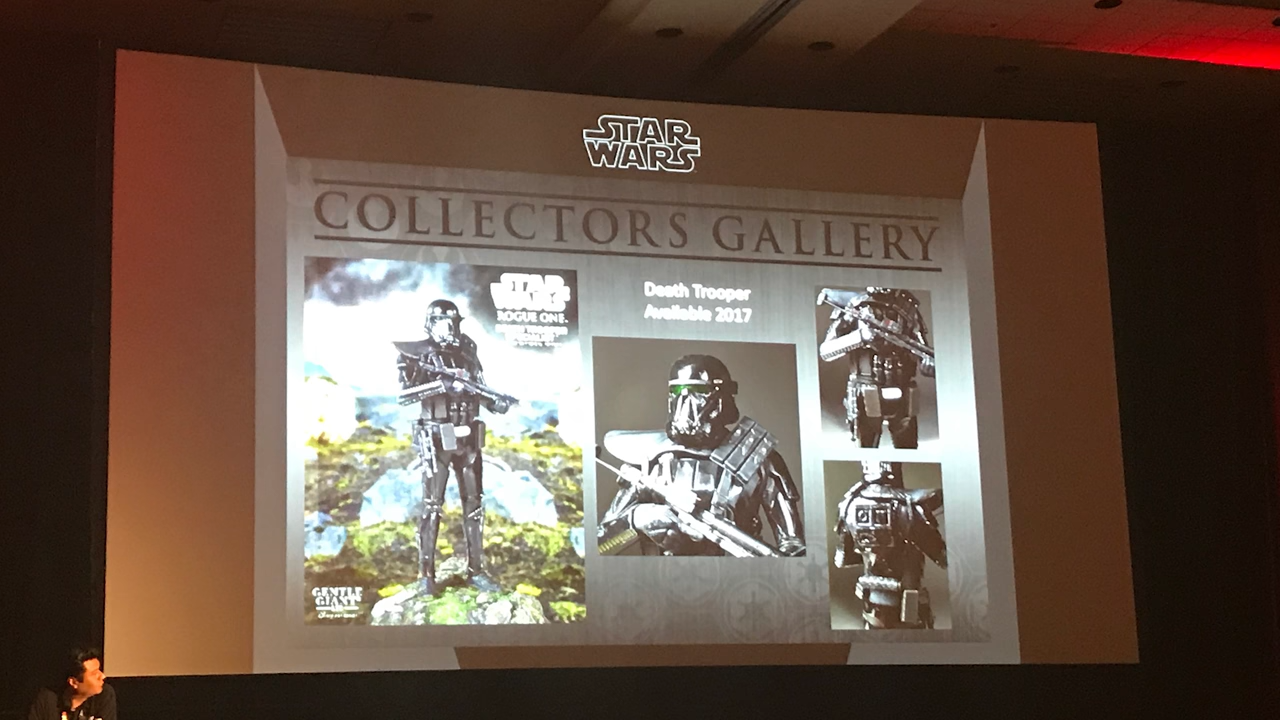 STAR
WARS
COLLECTORS GALLERY
STAR
WARS
ROGUE ONE.
Death Trooper
Available 2017
GENTLE
GIANT